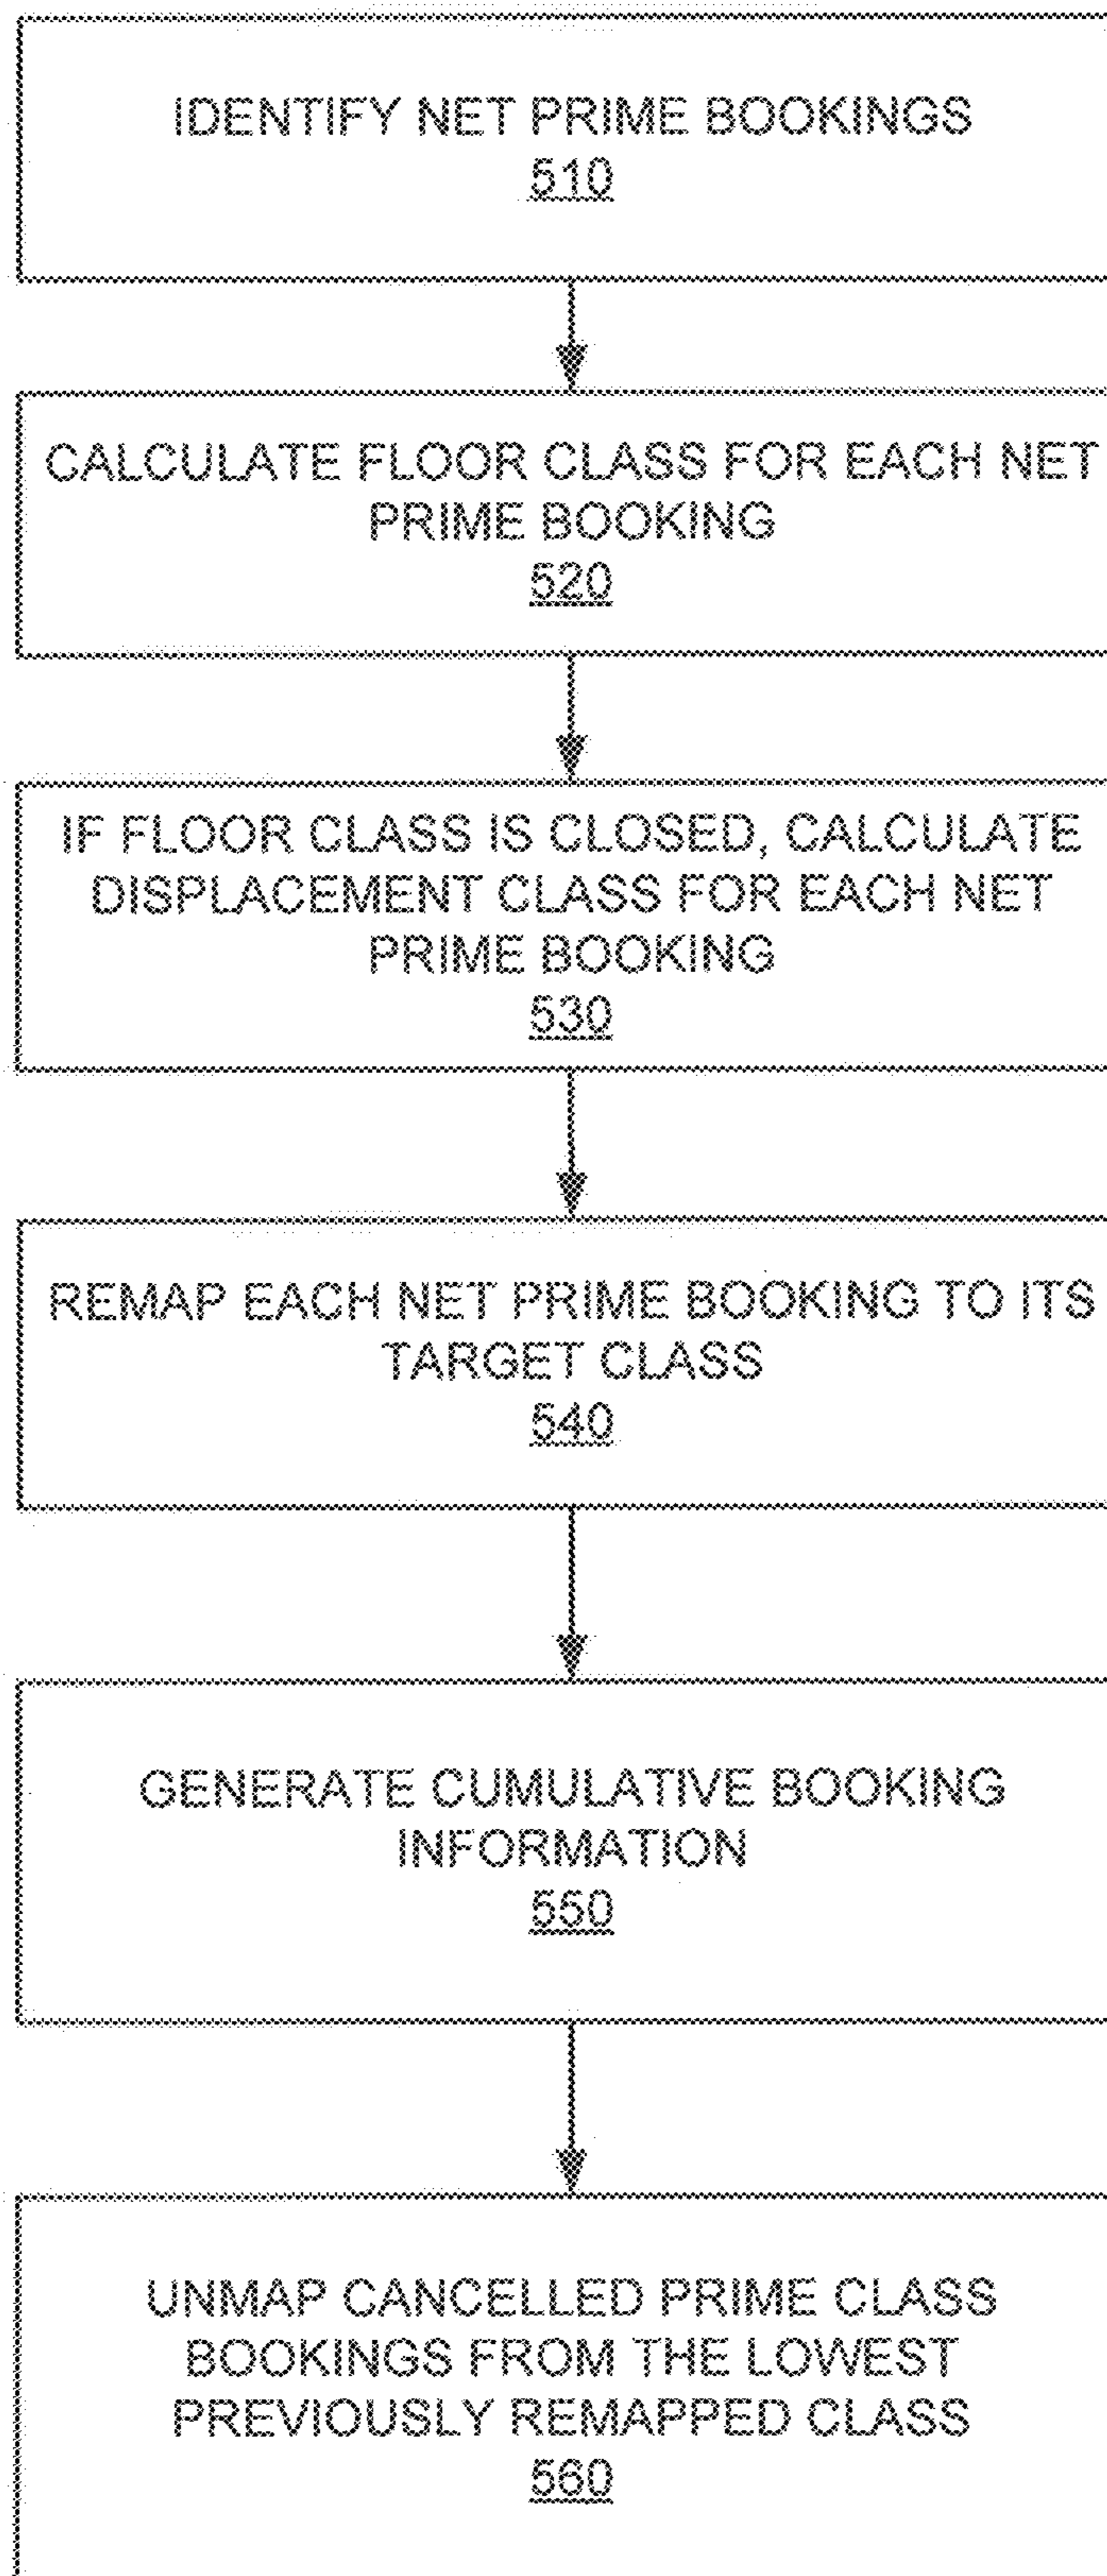 IDENTIFY NET PRIME BOOKINGS
510
CALCULATE FLOOR CLASS FOR EACH NET
PRIME BOOKING
520
IF FLOOR CLASS IS CLOSED, CALCULATE
DISPLACEMENT CLASS FOR EACH NET
PRIME BOOKING
530
REMAP EACH NET PRIME BOOKING TO ITS
TARGET CLASS
540
GENERATE CUMULATIVE BOOKING
INFORMATION
550
UNMAP CANCELLED PRIME CLASS
BOOKINGS FROM THE LOWEST
PREVIOUSLY REMAPPED CLASS
560